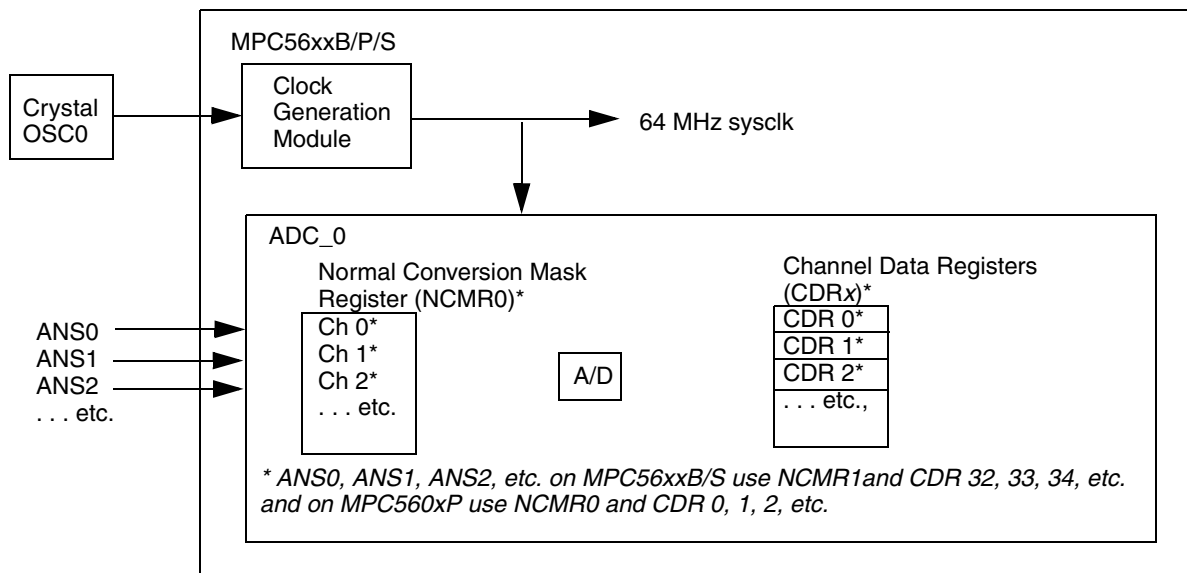 MPC56xxB/P/S
Crystal
OSC0
Clock
Generation
Module
64 MHz sysclk
ADC_0
Normal Conversion Mask
Register (NCMR0)*
Ch 0*
Ch 1*
Ch 2*
. . . etc.
ANS0
ANS1
ANS2
. . . etc.
A/D
Channel Data Registers
(CDRx)*
CDR 0*
CDR 1*
CDR 2*
. . . etc.,
* ANS0, ANS1, ANS2, etc. on MPC56xxB/S use NCMR1and CDR 32, 33, 34, etc.
and on MPC560xP use NCMR0 and CDR 0, 1, 2, etc.